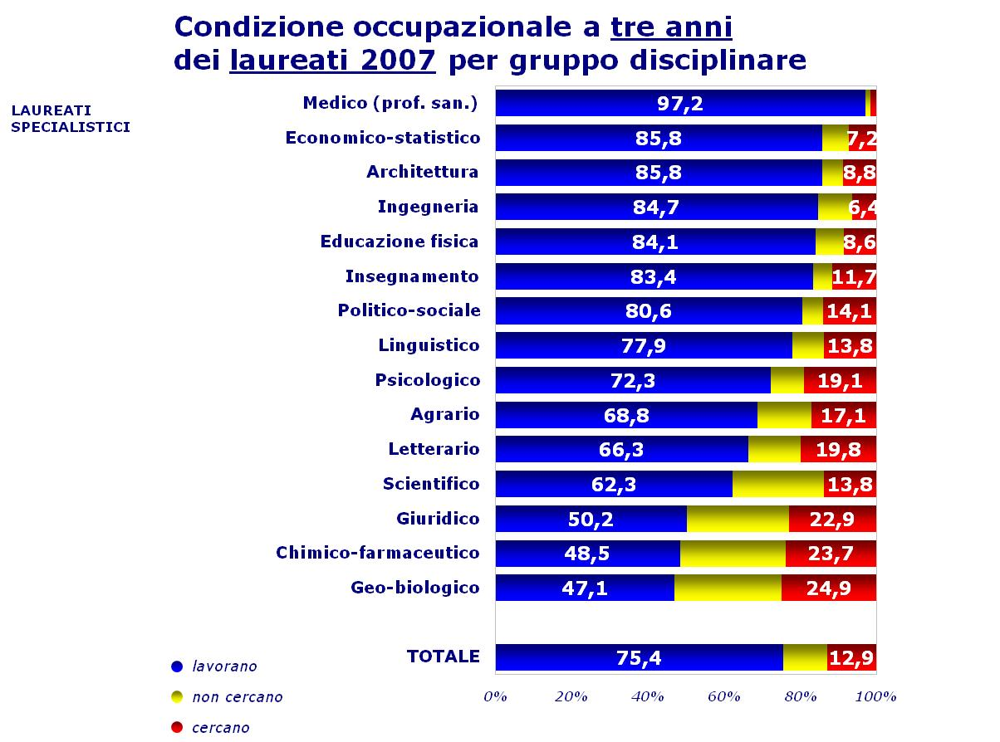 Condizione occupazionale a tre anni
dei laureati 2007 per gruppo disciplinare
LAUREATI
SPECIALISTICI
Medico (prof. san.) 97,2
Economico-statistico 85,8 7,2
Architettura 85,8 8,8
Ingegneria 84,7 6,4
Educazione fisica 84,1 8,6
Insegnamento 83,4 11,7
Politico-sociale 80,6 14,1
Linguistico 77,9 13,8
Psicologico 72,3 19,1
Agrario 68,8 17,1
Letterario 66,3 19,8
Scientifico 62,3 13,8
Giuridico 50,2 22,9
Chimico-farmaceutico 48,5 23,7
Geo-biologico 47,1 24,9
TOTALE 75,4 12,9
0% 20% 40% 60% 80% 100%
lavorano
non cercano
cercano